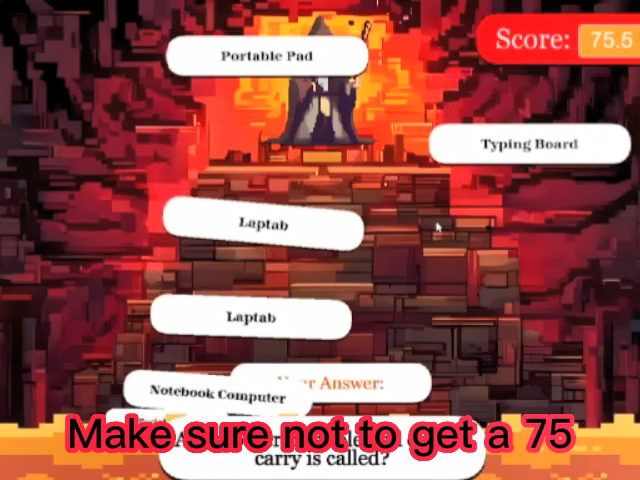 Portable Pad
Score: 75.5
Typing Board
Laptab
Laptab
Answer:
Notebook Computer
Make sure not to get a 75
carry is called?